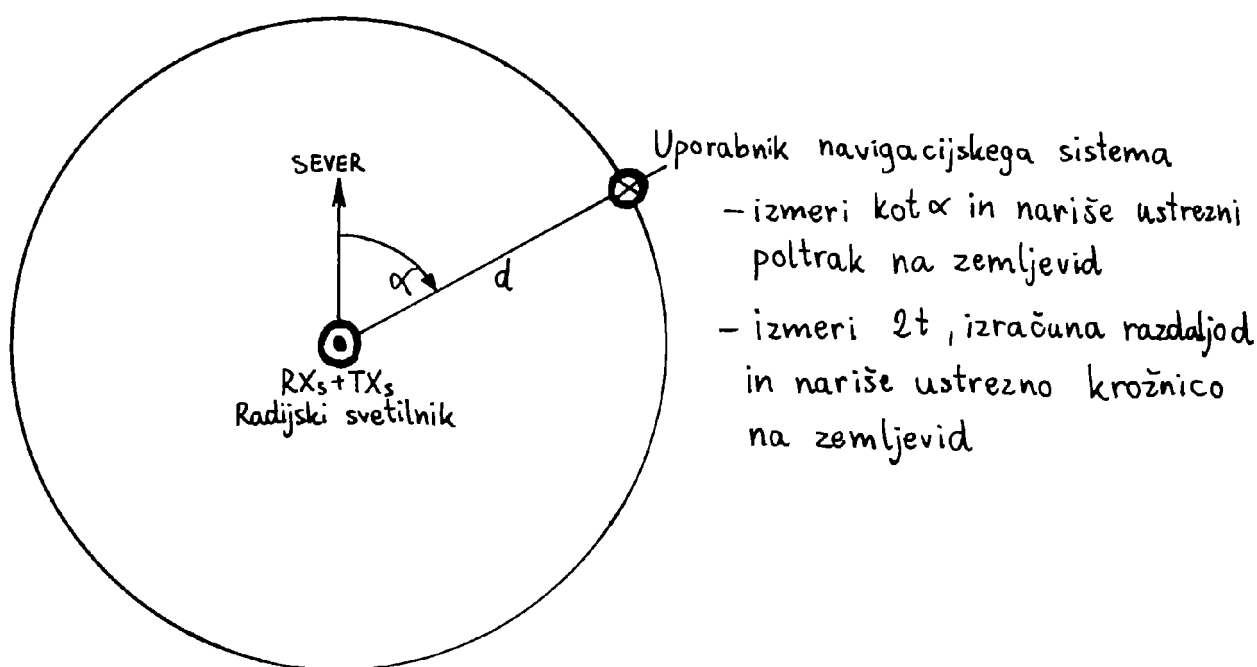 SEVER
α
d
RXs+TXs
Radijski svetilnik
Uporabnik navigacijskega sistema
- izmeri kot α in nariše ustrezni
poltrak na zemljevid
- izmeri 2t, izračuna razdaljo d
in nariše ustrezno krožnico
na zemljevid